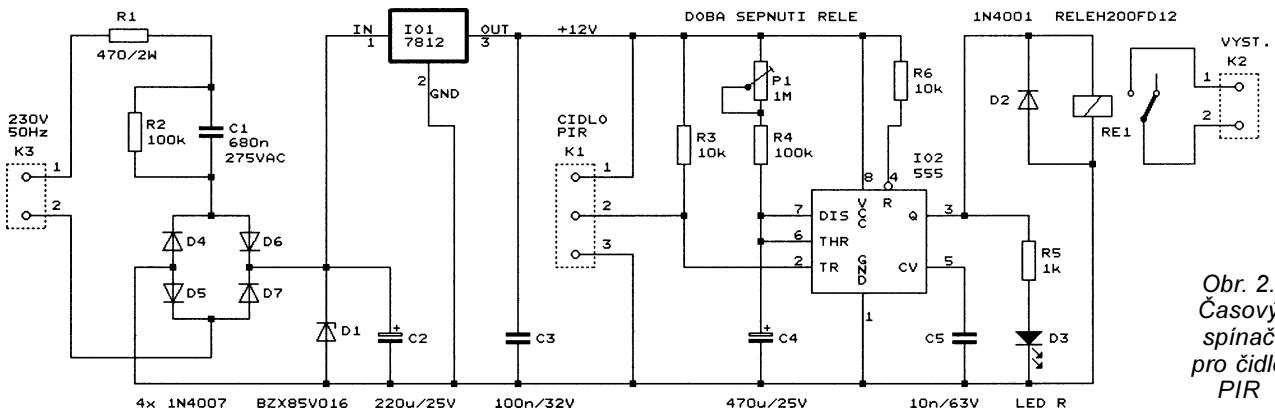 R1
470/2W
R2
100k
C1
680n
275VAC
230V
50Hz
K3
1
2
D4
D6
D5
D7
4x 1N4007
IN
1
IO1
7812
OUT
3
2
GND
+12V
D1
BZX85V016
C2
+
220u/25V
C3
100n/32V
CIDLO
PIR
K1
1
2
3
DOBA SEPNUTI RELE
P1
1M
R3
10k
R4
100k
R6
10k
IO2
555
8
4
7
DIS
VCC
R
Q
3
6
THR
2
TR
GND
CV
5
1
C4
+
470u/25V
C5
10n/63V
1N4001
RELEH200FD12
D2
RE1
R5
1k
D3
LED R
VYST.
K2
1
2
Obr. 2.
Časový
spínač
pro čidlo
PIR